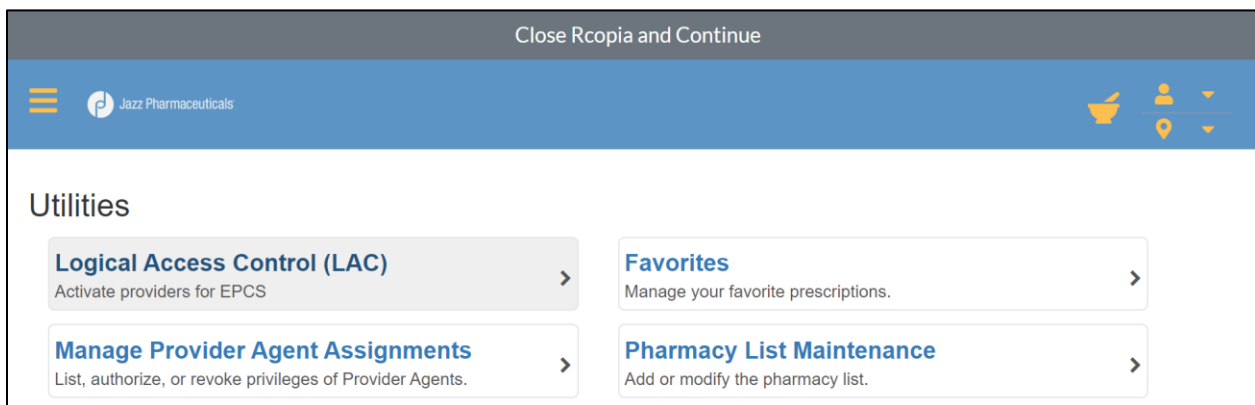 Close Rcopia and Continue
Jazz Pharmaceuticals
Utilities
Logical Access Control (LAC)
Activate providers for EPCS
Favorites
Manage your favorite prescriptions.
Manage Provider Agent Assignments
List, authorize, or revoke privileges of Provider Agents.
Pharmacy List Maintenance
Add or modify the pharmacy list.